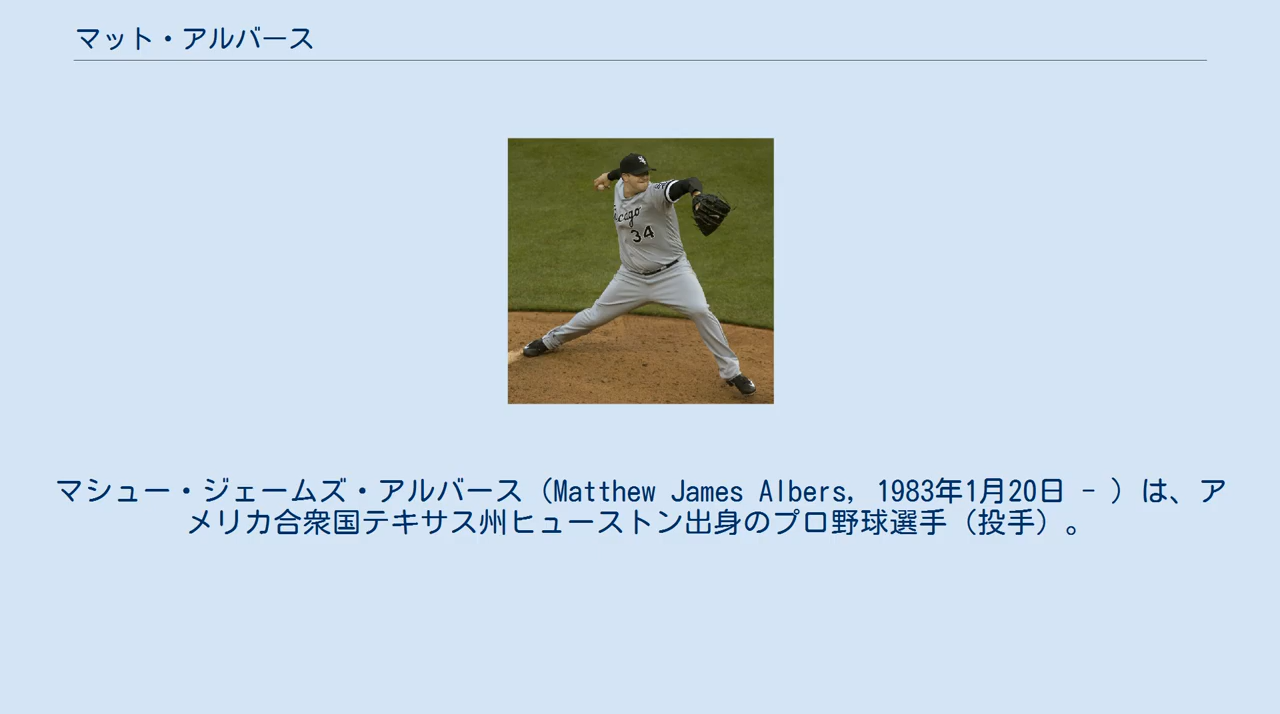 マット・アルバース
cago
34
マシュー・ジェームズ・アルバース（Matthew James Albers, 1983年1月20日 - ）は、ア
メリカ合衆国テキサス州ヒューストン出身のプロ野球選手（投手）。